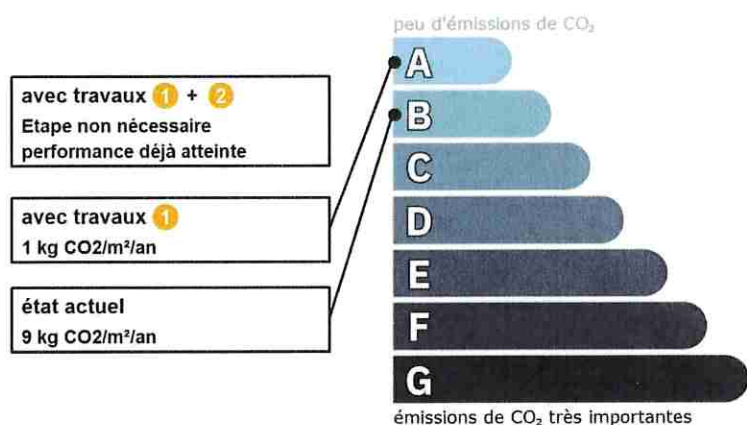 peu d'émissions de CO₂
A
B
C
D
E
F
G
émissions de CO₂ très importantes
avec travaux 1 + 2
Etape non nécessaire
performance déjà atteinte
avec travaux 1
1 kg CO2/m²/an
état actuel
9 kg CO2/m²/an